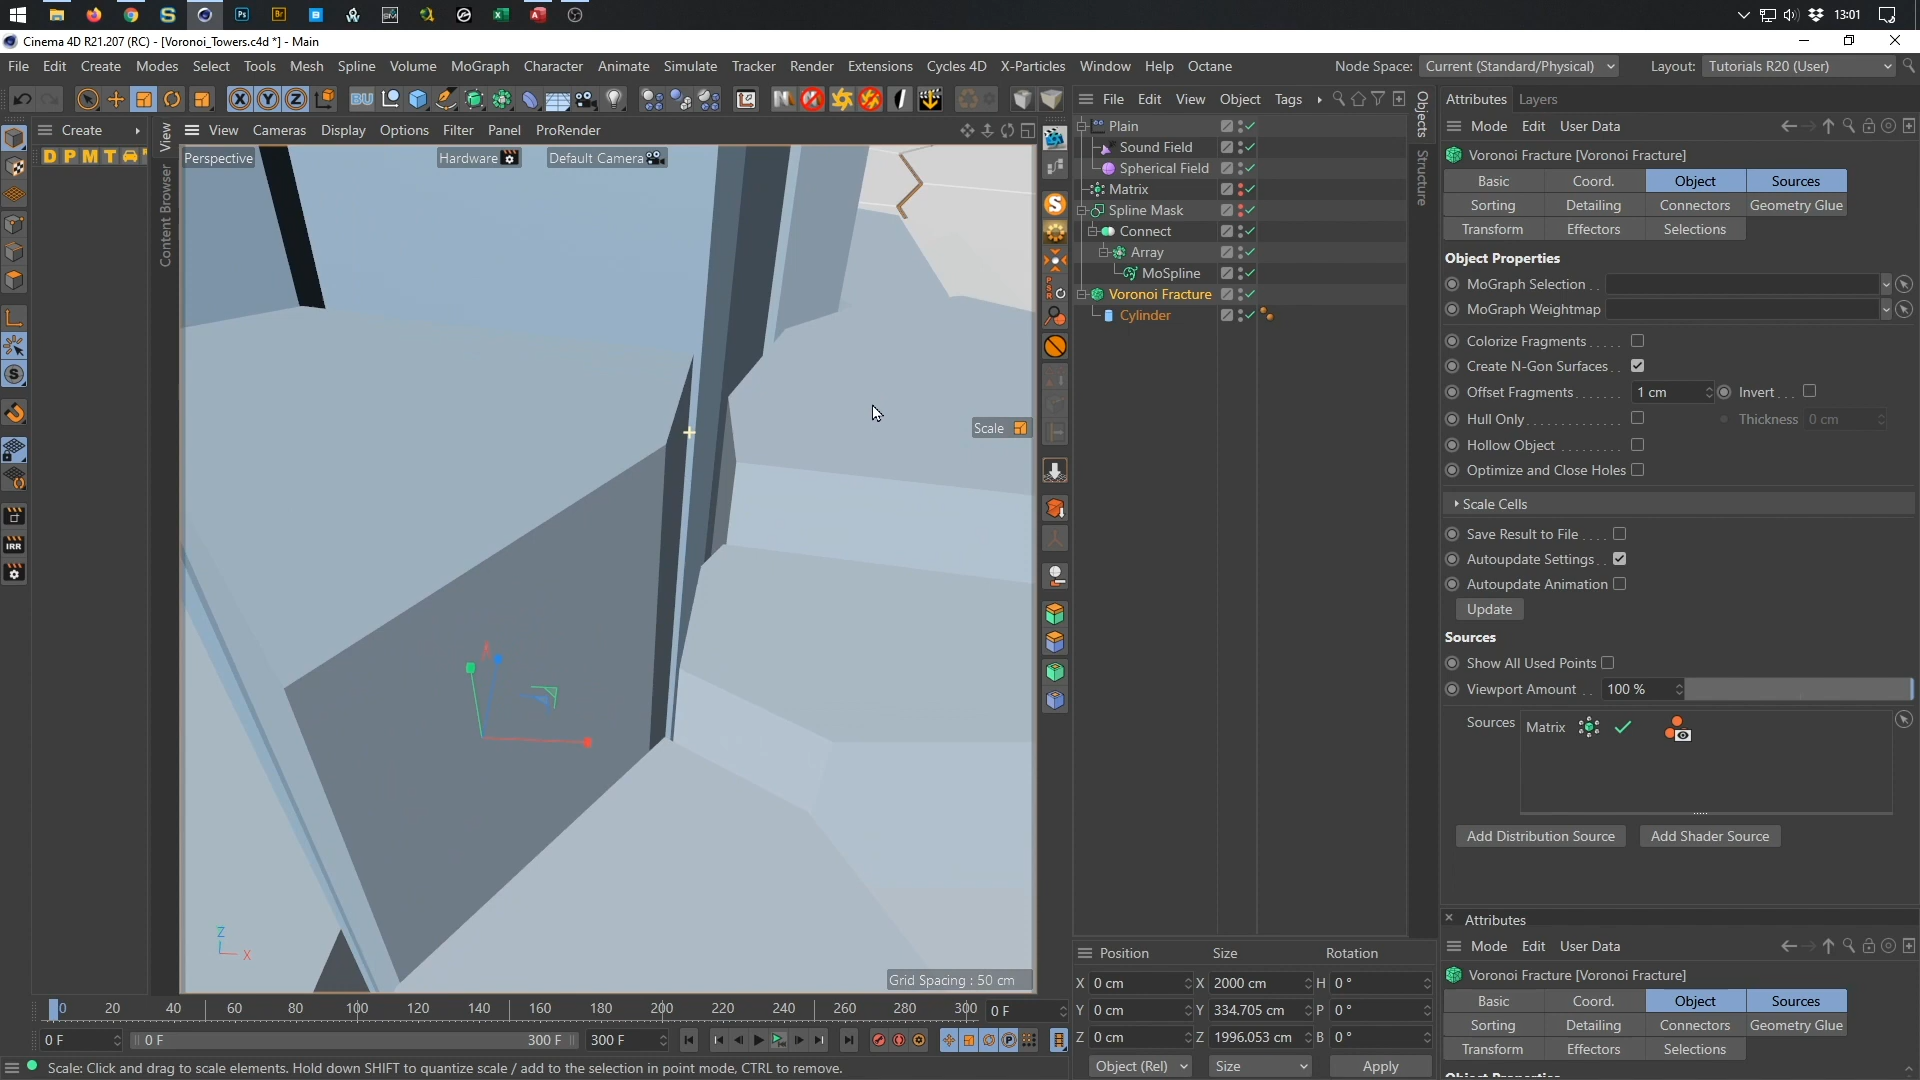 13:01
Cinema 4D R21.207 (RC) - [Voronoi_Towers.c4d *] - Main
File Edit Create Modes Select Tools Mesh Spline Volume MoGraph Character Animate Simulate Tracker Render Extensions Cycles 4D X-Particles Window Help Octane Node Space: Current (Standard/Physical) Layout: Tutorials R20 (User)
File Edit View Object Tags Attributes Layers
Create View Cameras Display Options Filter Panel ProRender
View
Content Browser
Objects
Structure
D P M T
Perspective Hardware Default Camera
Plain
Sound Field
Spherical Field
Matrix
Spline Mask
Connect
Array
MoSpline
Voronoi Fracture
Cylinder
Scale
Grid Spacing : 50 cm
Z
X
IRR
PSR
Mode Edit User Data
Voronoi Fracture [Voronoi Fracture]
Basic Coord. Object Sources
Sorting Detailing Connectors Geometry Glue
Transform Effectors Selections
Object Properties
MoGraph Selection . .
MoGraph Weightmap
Colorize Fragments . . . . .
Create N-Gon Surfaces . .
Offset Fragments . . . . . . 1 cm Invert . . .
Hull Only . . . . . . . . . . . . . Thickness 0 cm
Hollow Object . . . . . . . . .
Optimize and Close Holes
Scale Cells
Save Result to File . . . .
Autoupdate Settings . .
Autoupdate Animation
Update
Sources
Show All Used Points
Viewport Amount . . 100 %
Sources Matrix
Add Distribution Source Add Shader Source
Attributes
Mode Edit User Data
Voronoi Fracture [Voronoi Fracture]
Basic Coord. Object Sources
Sorting Detailing Connectors Geometry Glue
Transform Effectors Selections
Object Properties
Position Size Rotation
X 0 cm X 2000 cm H 0 °
Y 0 cm Y 334.705 cm P 0 °
Z 0 cm Z 1996.053 cm B 0 °
Object (Rel) Size Apply
0 20 40 60 80 100 120 140 160 180 200 220 240 260 280 300 0 F
0 F 0 F 300 F 300 F
Scale: Click and drag to scale elements. Hold down SHIFT to quantize scale / add to the selection in point mode, CTRL to remove.